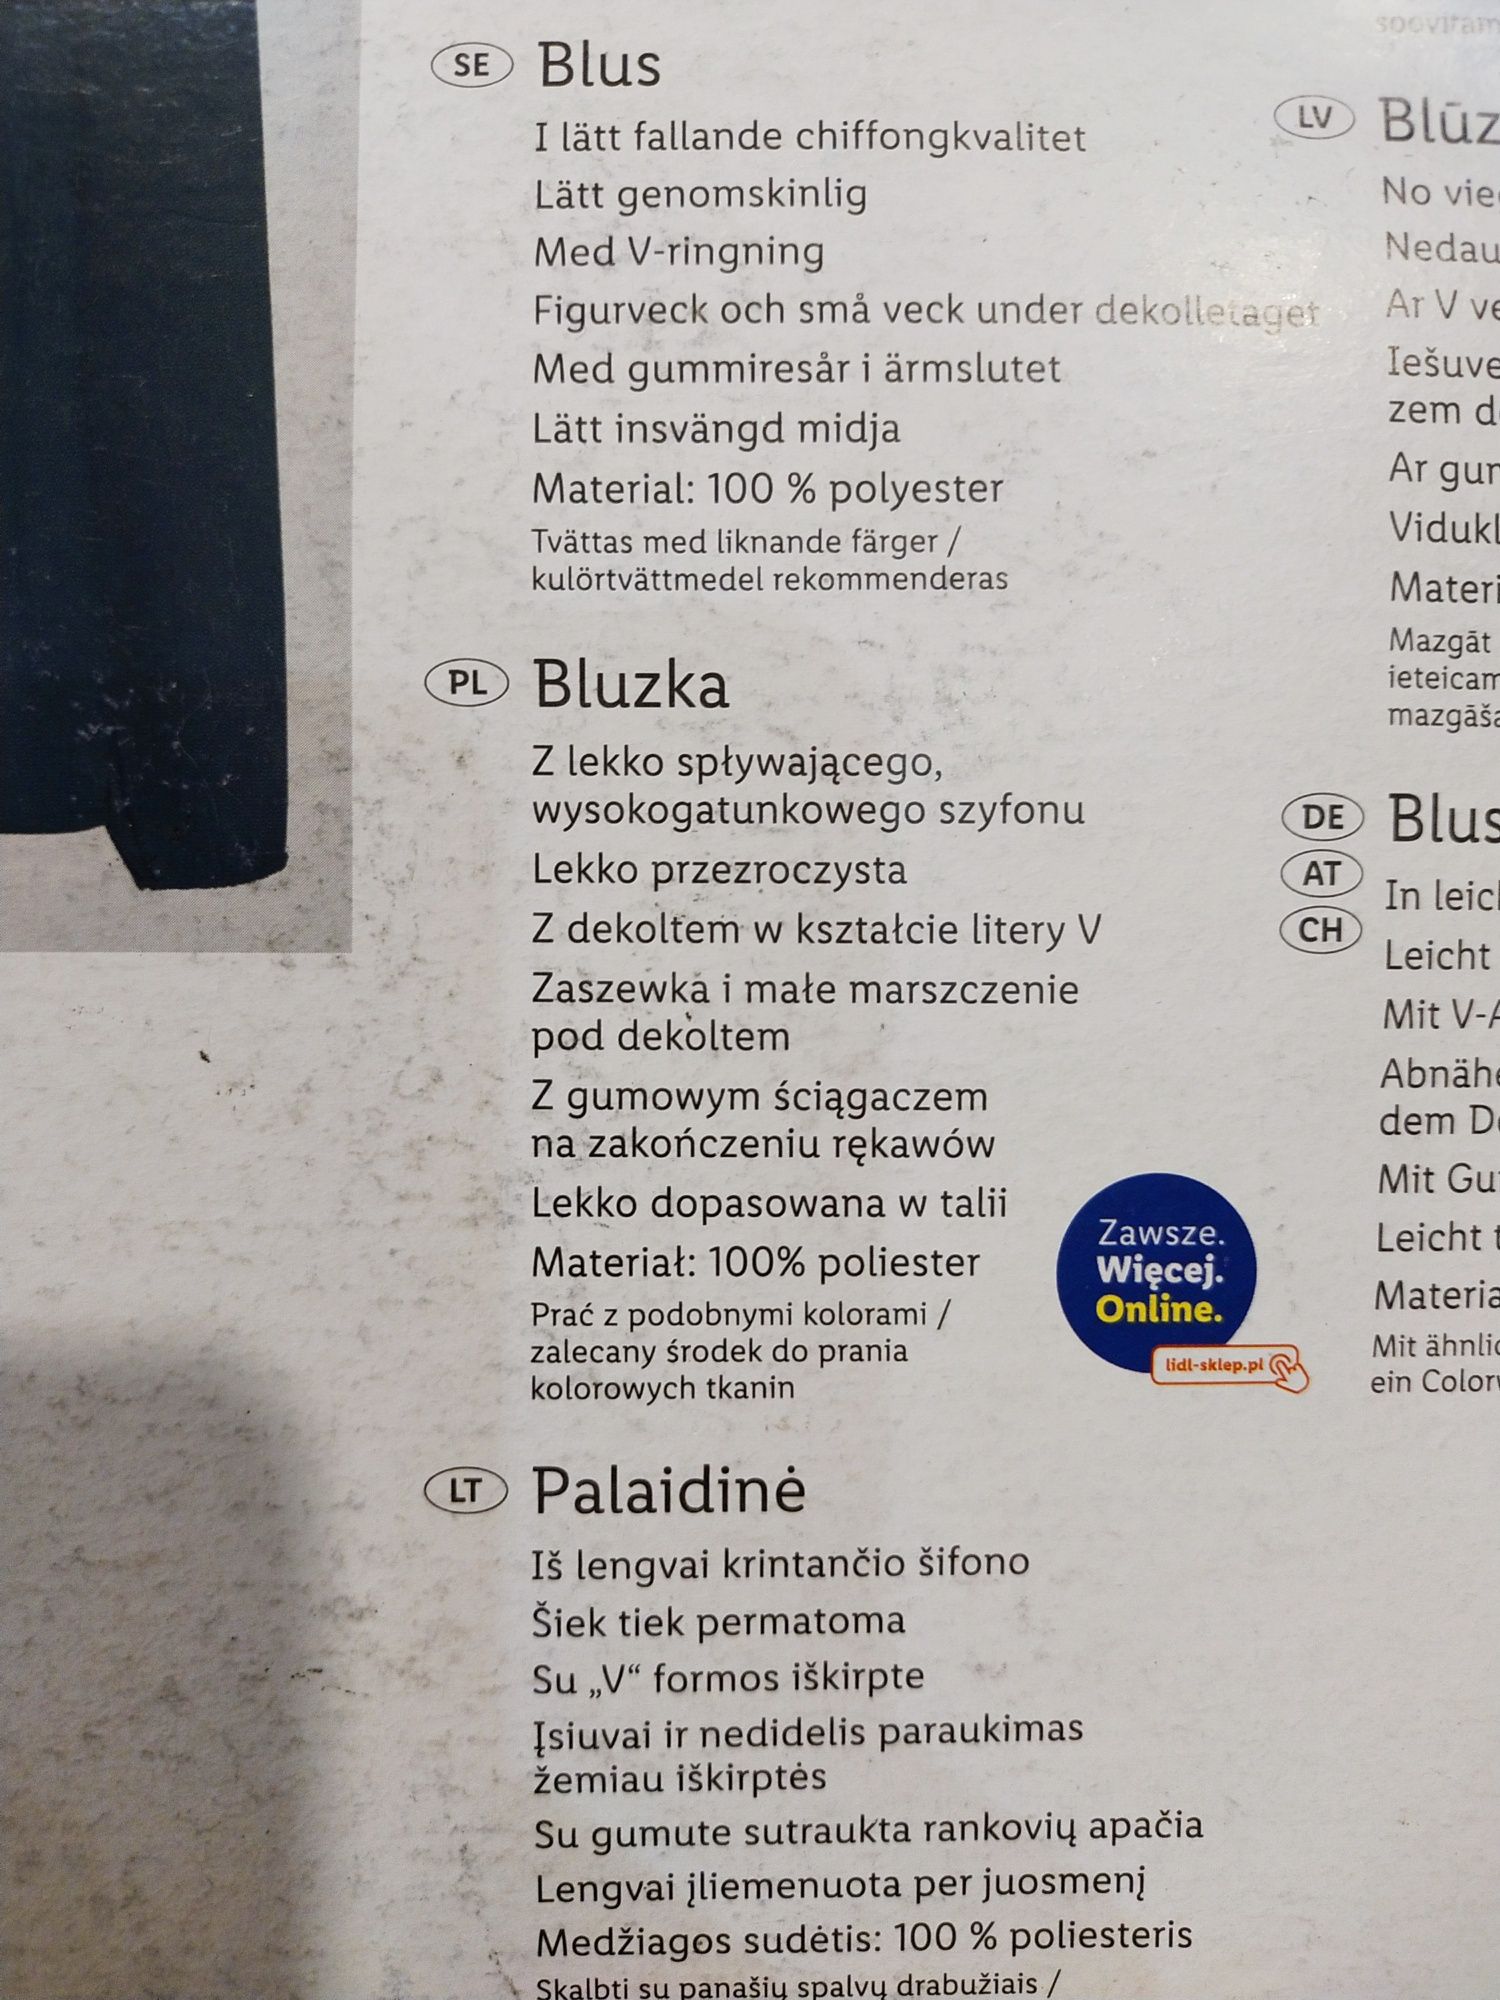 SE Blus
I lätt fallande chiffongkvalitet
Lätt genomskinlig
Med V-ringning
Figurveck och små veck under dekolletaget
Med gummiresår i ärmslutet
Lätt insvängd midja
Material: 100 % polyester
Tvättas med liknande färger /
kulörtvättmedel rekommenderas
PL Bluzka
Z lekko spływającego,
wysokogatunkowego szyfonu
Lekko przezroczysta
Z dekoltem w kształcie litery V
Zaszewka i małe marszczenie
pod dekoltem
Z gumowym ściągaczem
na zakończeniu rękawów
Lekko dopasowana w talii
Materiał: 100% poliester
Prać z podobnymi kolorami /
zalecany środek do prania
kolorowych tkanin
Zawsze.
Więcej.
Online.
lidl-sklep.pl
LT Palaidinė
Iš lengvai krintančio šifono
Šiek tiek permatoma
Su „V“ formos iškirpte
Įsiuvai ir nedidelis paraukimas
žemiau iškirptės
Su gumute sutraukta rankovių apačia
Lengvai įliemenuota per juosmenį
Medžiagos sudėtis: 100 % poliesteris
Skalbti su panašių spalvų drabužiais /
LV
No
Ar V
zem
Ar
Mazgāt
DE
AT
CH
In
Leicht
Mit
dem
Mit
Leicht
Mit
ein